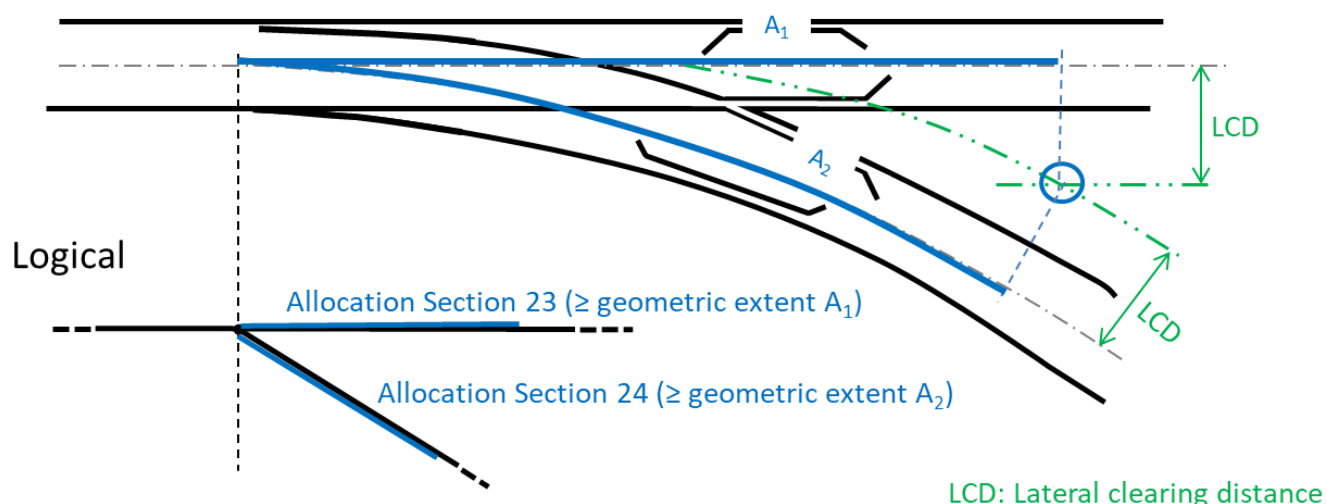 A₁
LCD
A₂
Logical
Allocation Section 23 (≥ geometric extent A₁)
LCD
Allocation Section 24 (≥ geometric extent A₂)
LCD: Lateral clearing distance